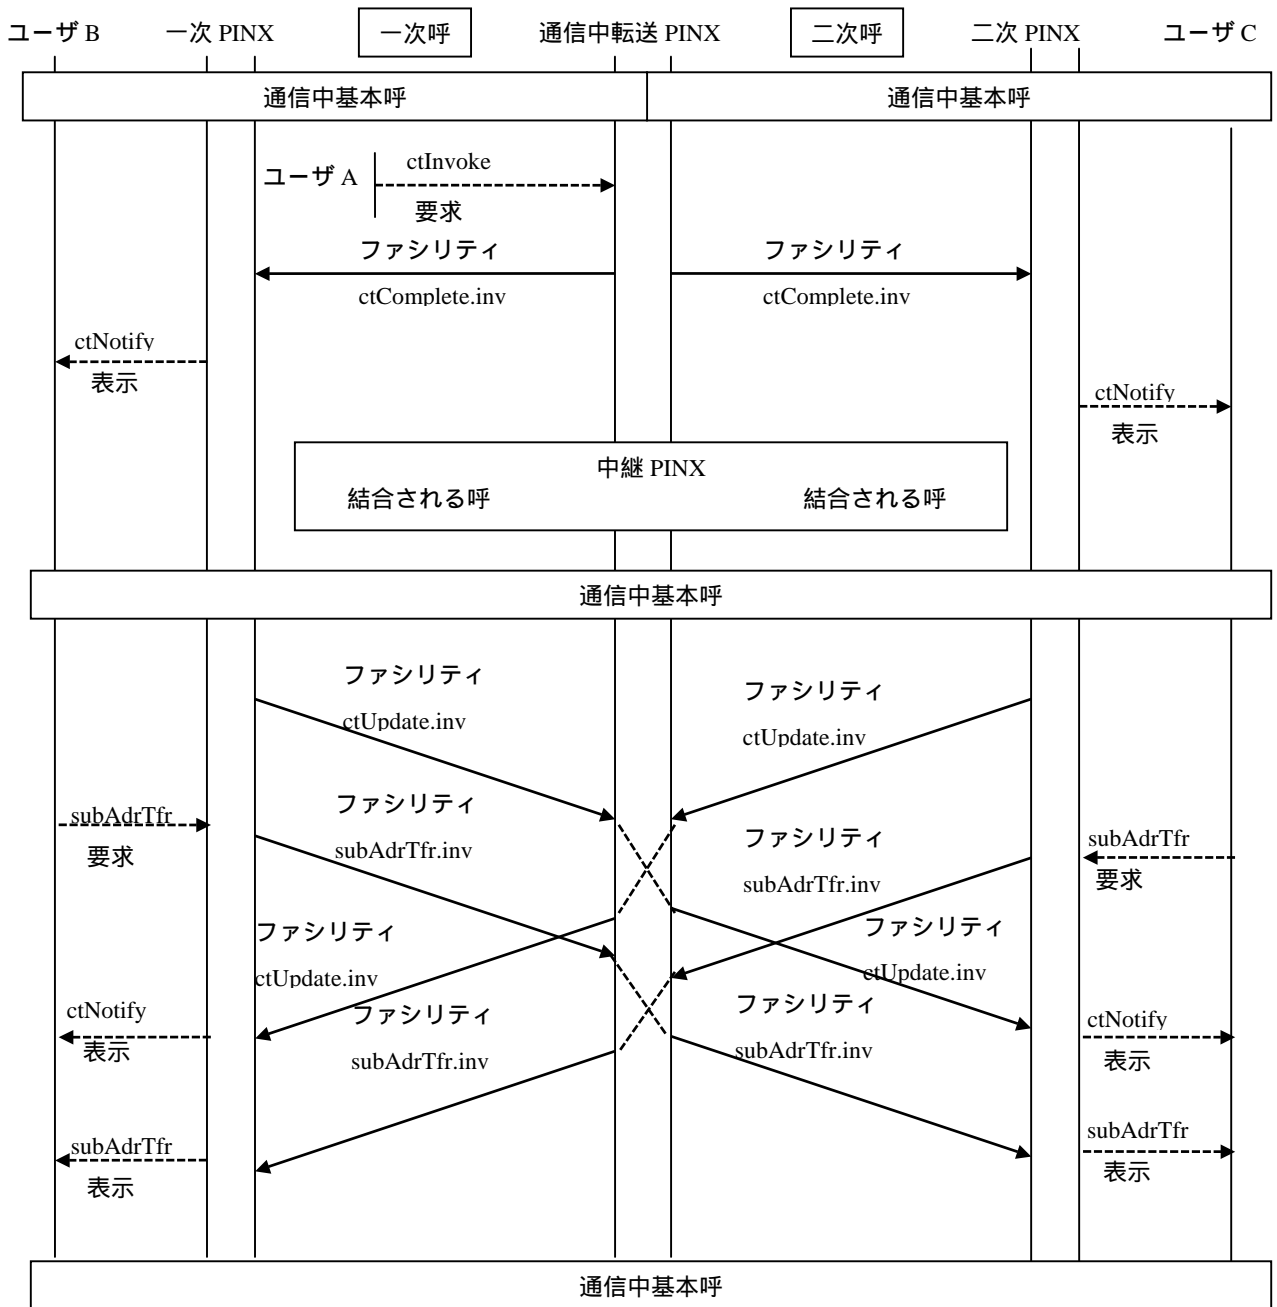 ユーザ B
一次 PINX
一次呼
通信中転送 PINX
二次呼
二次 PINX
ユーザ C
通信中基本呼
通信中基本呼
ユーザ A
ctInvoke
要求
ファシリティ
ファシリティ
ctComplete.inv
ctComplete.inv
ctNotify
表示
ctNotify
表示
中継 PINX
結合される呼
結合される呼
通信中基本呼
ファシリティ
ctUpdate.inv
ファシリティ
ctUpdate.inv
subAdrTfr
要求
ファシリティ
subAdrTfr.inv
ファシリティ
subAdrTfr.inv
subAdrTfr
要求
ファシリティ
ctUpdate.inv
ファシリティ
ctUpdate.inv
ctNotify
表示
ファシリティ
subAdrTfr.inv
ファシリティ
subAdrTfr.inv
ctNotify
表示
subAdrTfr
表示
subAdrTfr
表示
通信中基本呼